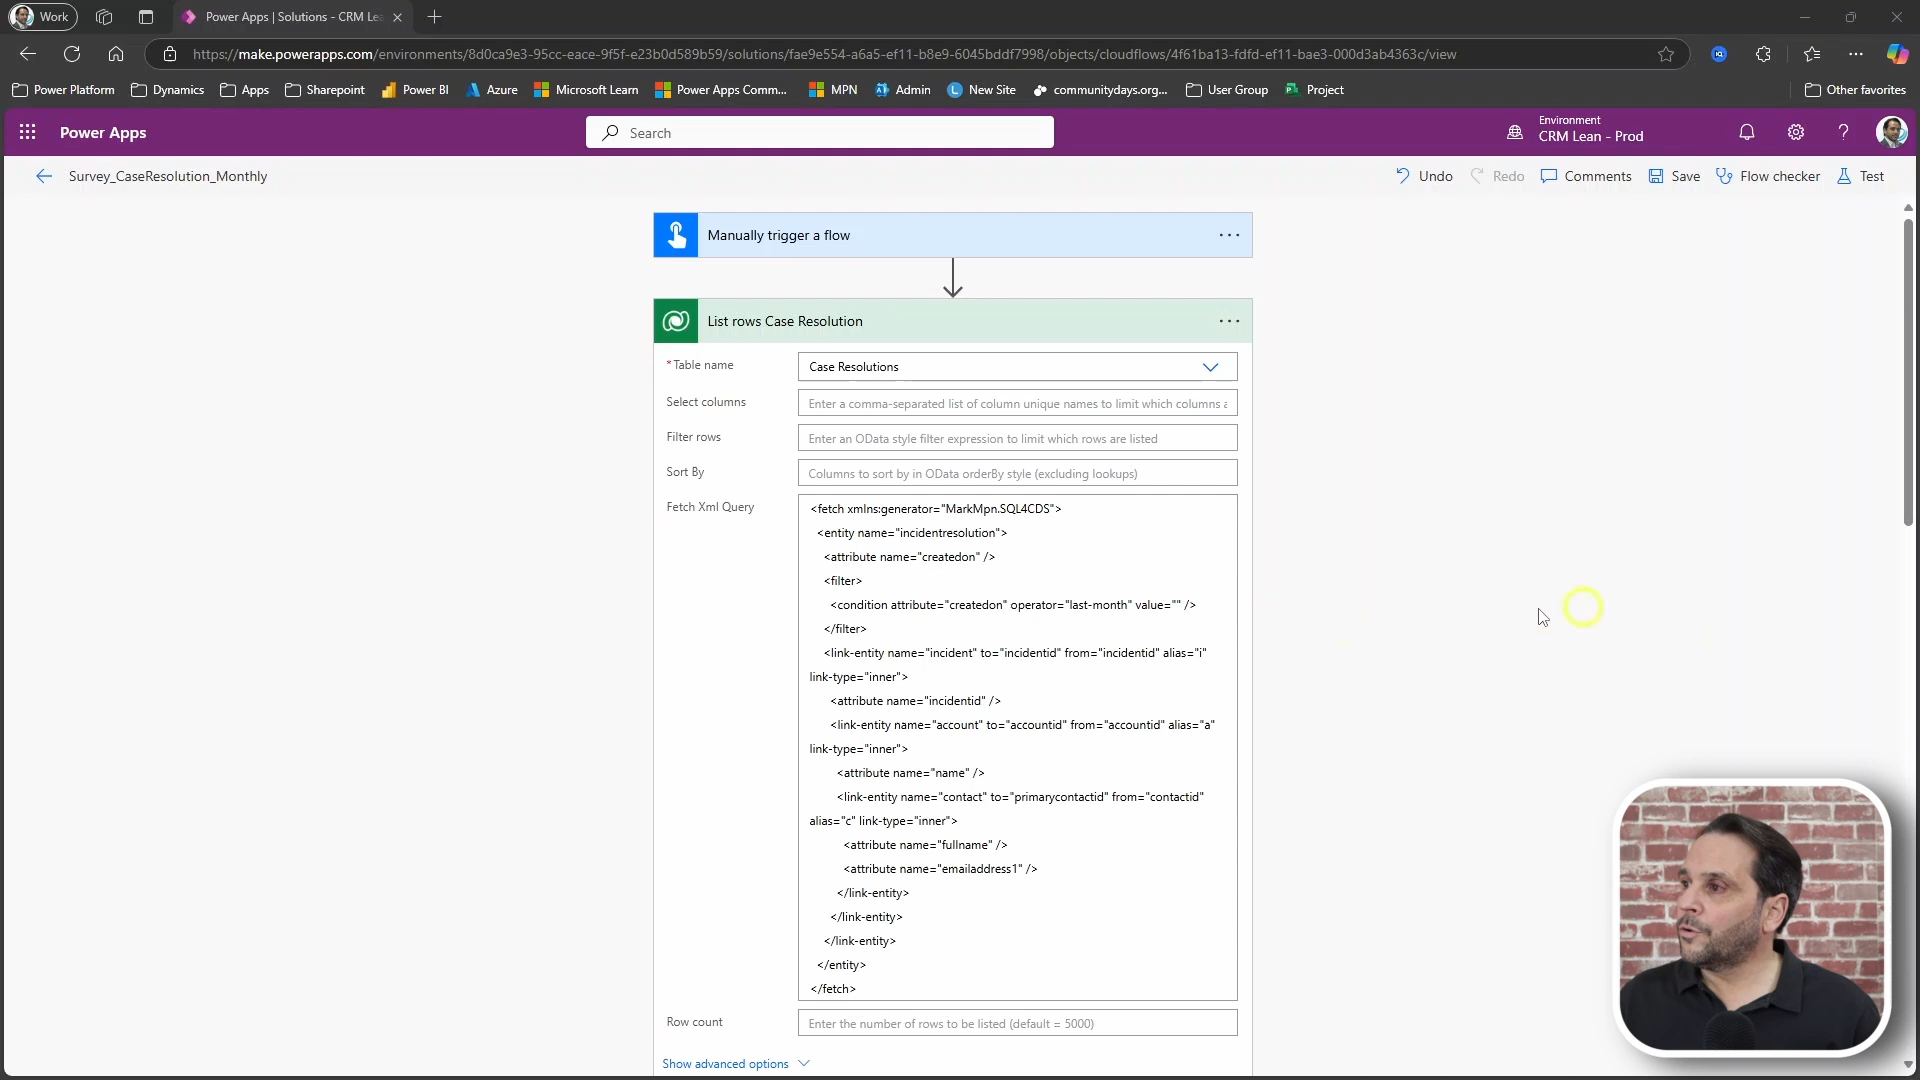 Work
Power Apps | Solutions - CRM Lea
https://make.powerapps.com/environments/8d0ca9e3-95cc-eace-9f5f-e23b0d589b59/solutions/fae9e554-a6a5-ef11-b8e9-6045bddf7998/objects/cloudflows/4f61ba13-fdfd-ef11-bae3-000d3ab4363c/view
Power Platform Dynamics Apps Sharepoint Power BI Azure Microsoft Learn Power Apps Comm... MPN Admin New Site communitydays.org... User Group Project Other favorites
Power Apps
Search
Environment
CRM Lean - Prod
Survey_CaseResolution_Monthly
Undo Redo Comments Save Flow checker Test
Manually trigger a flow
List rows Case Resolution
*Table name
Case Resolutions
Select columns
Enter a comma-separated list of column unique names to limit which columns a
Filter rows
Enter an OData style filter expression to limit which rows are listed
Sort By
Columns to sort by in OData orderBy style (excluding lookups)
Fetch Xml Query
<fetch xmlns:generator="MarkMpn.SQL4CDS">
<entity name="incidentresolution">
<attribute name="createdon" />
<filter>
<condition attribute="createdon" operator="last-month" value="" />
</filter>
<link-entity name="incident" to="incidentid" from="incidentid" alias="i"
link-type="inner">
<attribute name="incidentid" />
<link-entity name="account" to="accountid" from="accountid" alias="a"
link-type="inner">
<attribute name="name" />
<link-entity name="contact" to="primarycontactid" from="contactid"
alias="c" link-type="inner">
<attribute name="fullname" />
<attribute name="emailaddress1" />
</link-entity>
</link-entity>
</link-entity>
</entity>
</fetch>
Row count
Enter the number of rows to be listed (default = 5000)
Show advanced options